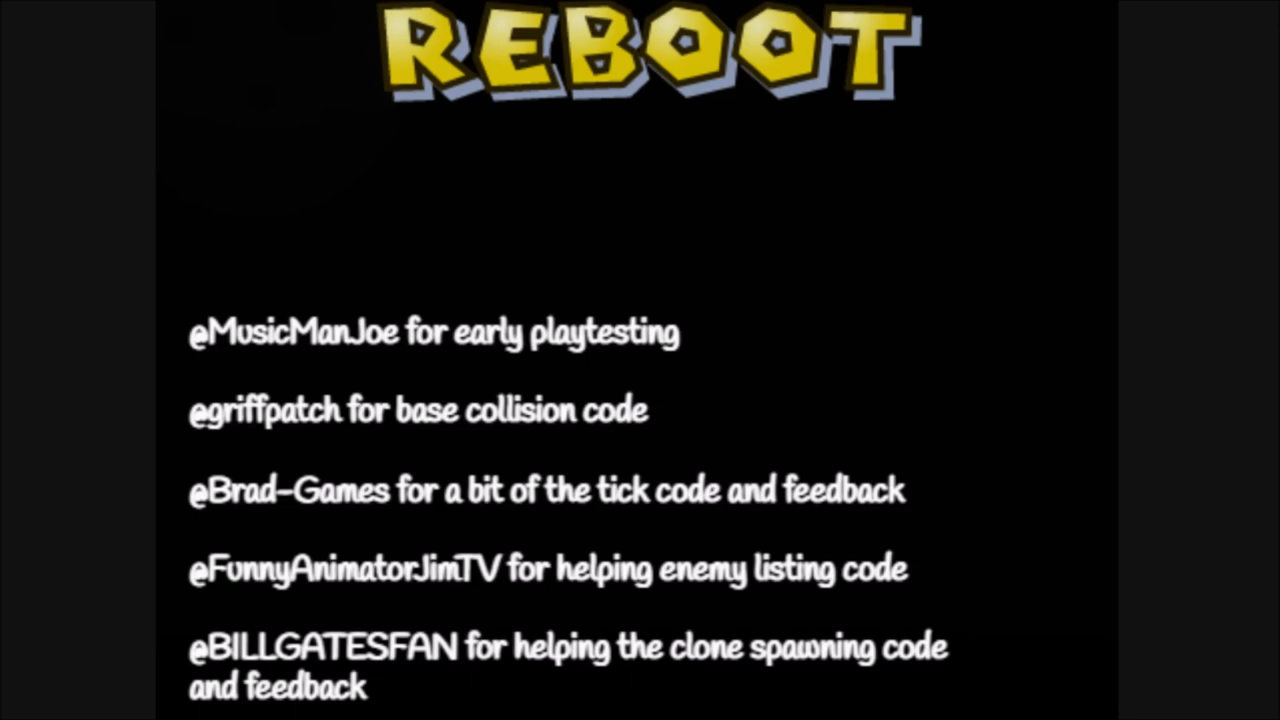 REBOOT
@MusicManJoe for early playtesting
@griffpatch for base collision code
@Brad-Games for a bit of the tick code and feedback
@FunnyAnimatorJimTV for helping enemy listing code
@BILLGATESFAN for helping the clone spawning code
and feedback